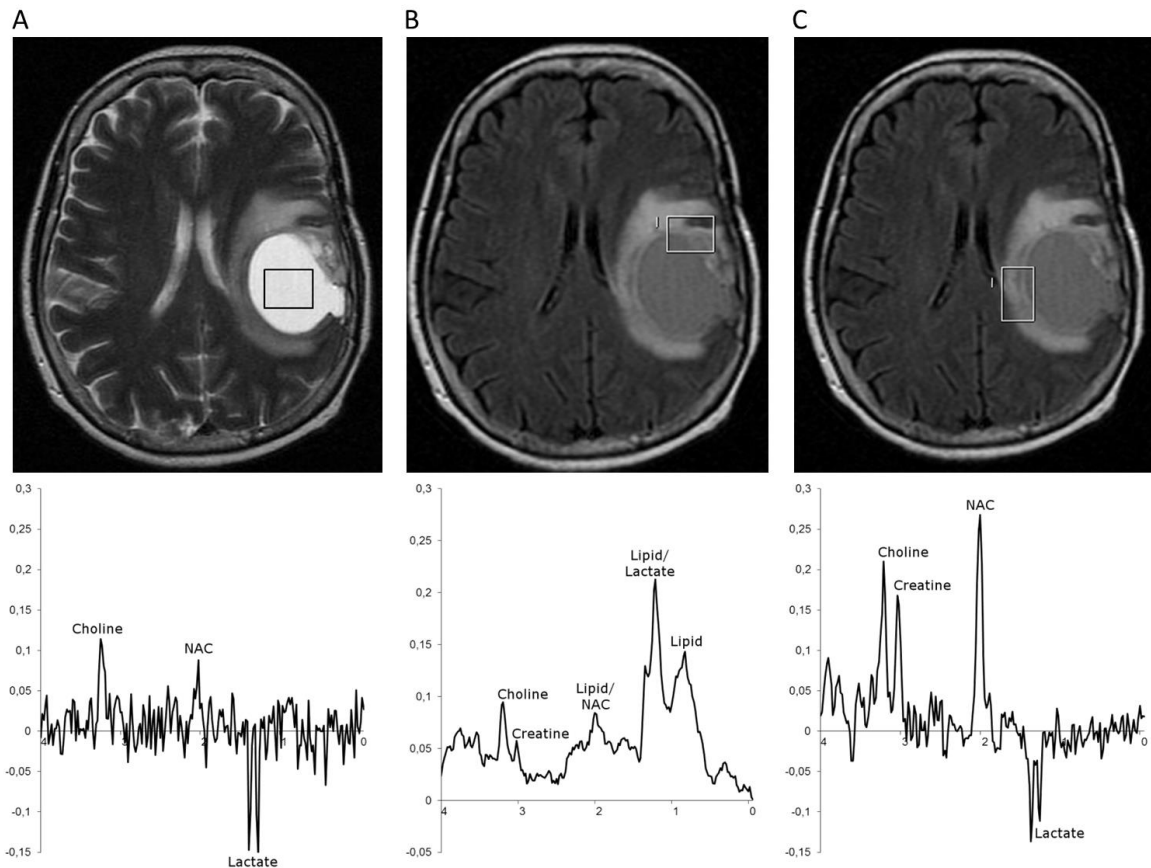 A
B
C
I
I
0,3
0,25
0,2
0,15
0,1
0,05
0
-0,05
-0,1
-0,15
4
3
2
1
0
Choline
NAC
Lactate
0,3
0,25
0,2
0,15
0,1
0,05
0
-0,05
4
3
2
1
0
Choline
Creatine
Lipid/
NAC
Lipid/
Lactate
Lipid
0,3
0,25
0,2
0,15
0,1
0,05
0
-0,05
-0,1
-0,15
4
3
2
1
0
Choline
Creatine
NAC
Lactate